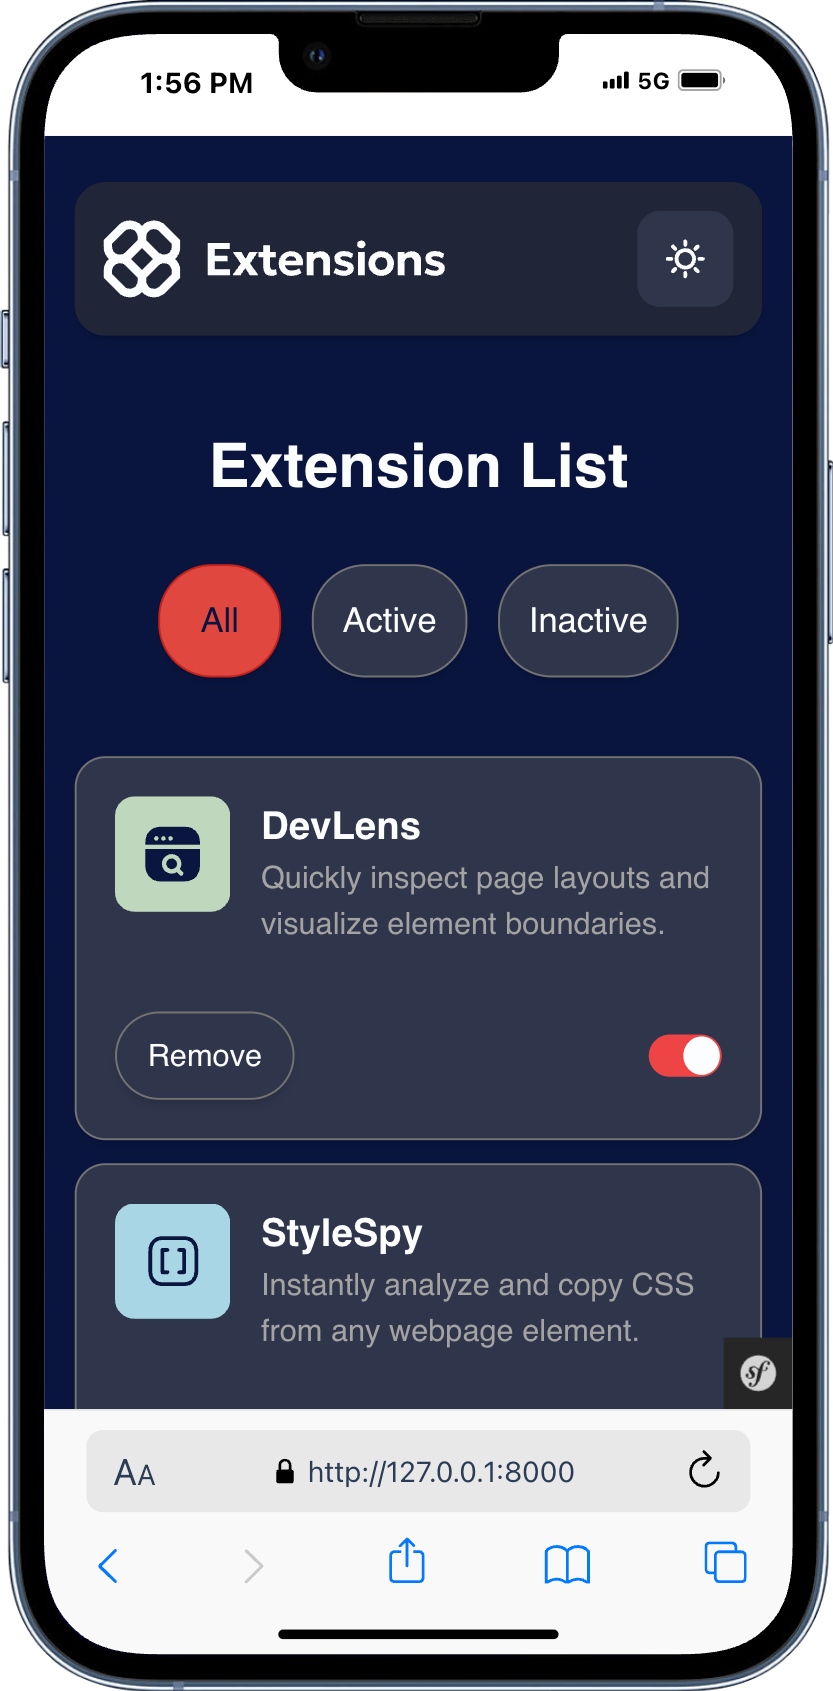 1:56 PM
5G
Extensions
Extension List
All
Active
Inactive
DevLens
Quickly inspect page layouts and
visualize element boundaries.
Remove
StyleSpy
Instantly analyze and copy CSS
from any webpage element.
sf
AA
http://127.0.0.1:8000